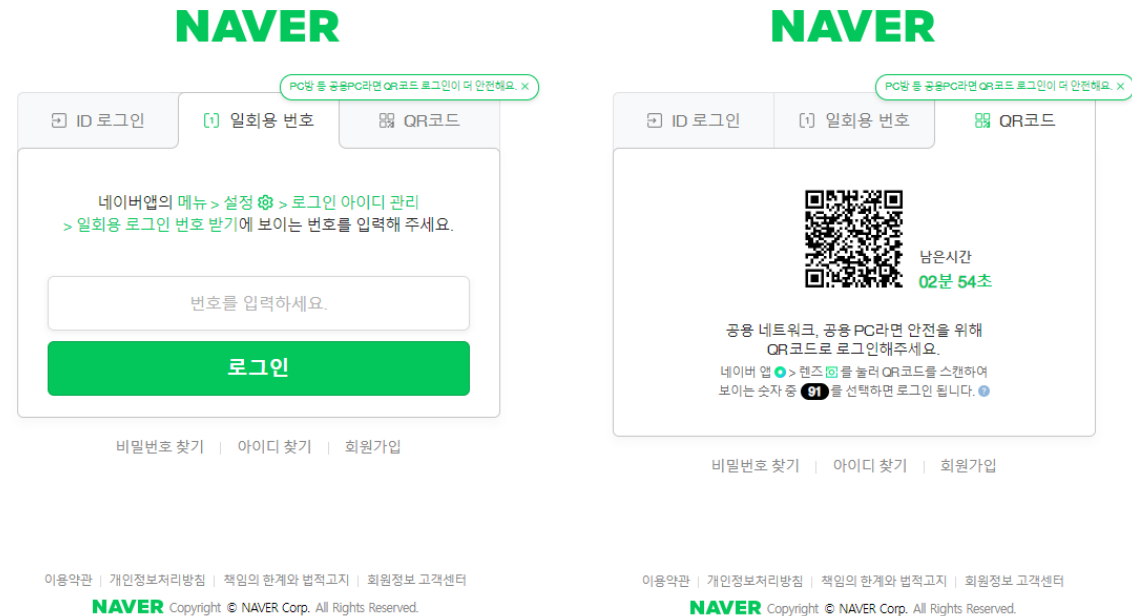 NAVER
PC방 등 공용PC라면 QR코드 로그인이 더 안전해요. ×
ID 로그인
일회용 번호
QR코드
네이버앱의 메뉴 > 설정 > 로그인 아이디 관리
> 일회용 로그인 번호 받기에 보이는 번호를 입력해 주세요.
번호를 입력하세요.
로그인
비밀번호 찾기 | 아이디 찾기 | 회원가입
이용약관 | 개인정보처리방침 | 책임의 한계와 법적고지 | 회원정보 고객센터
NAVER Copyright © NAVER Corp. All Rights Reserved.
NAVER
PC방 등 공용PC라면 QR코드 로그인이 더 안전해요. ×
ID 로그인
일회용 번호
QR코드
남은시간
02분 54초
공용 네트워크, 공용 PC라면 안전을 위해
QR코드로 로그인해주세요.
네이버 앱 > 렌즈 를 눌러 QR코드를 스캔하여
보이는 숫자 중 91 를 선택하면 로그인 됩니다. ?
비밀번호 찾기 | 아이디 찾기 | 회원가입
이용약관 | 개인정보처리방침 | 책임의 한계와 법적고지 | 회원정보 고객센터
NAVER Copyright © NAVER Corp. All Rights Reserved.